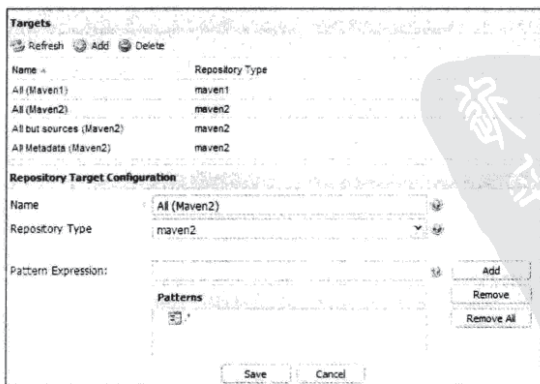 Targets
Refresh Add Delete
Name Repository Type
All (Maven1) maven1
All (Maven2) maven2
All but sources (Maven2) maven2
All Metadata (Maven2) maven2
Repository Target Configuration
Name All (Maven2)
Repository Type maven2
Pattern Expression: Add
Patterns Remove
.* Remove All
Save Cancel